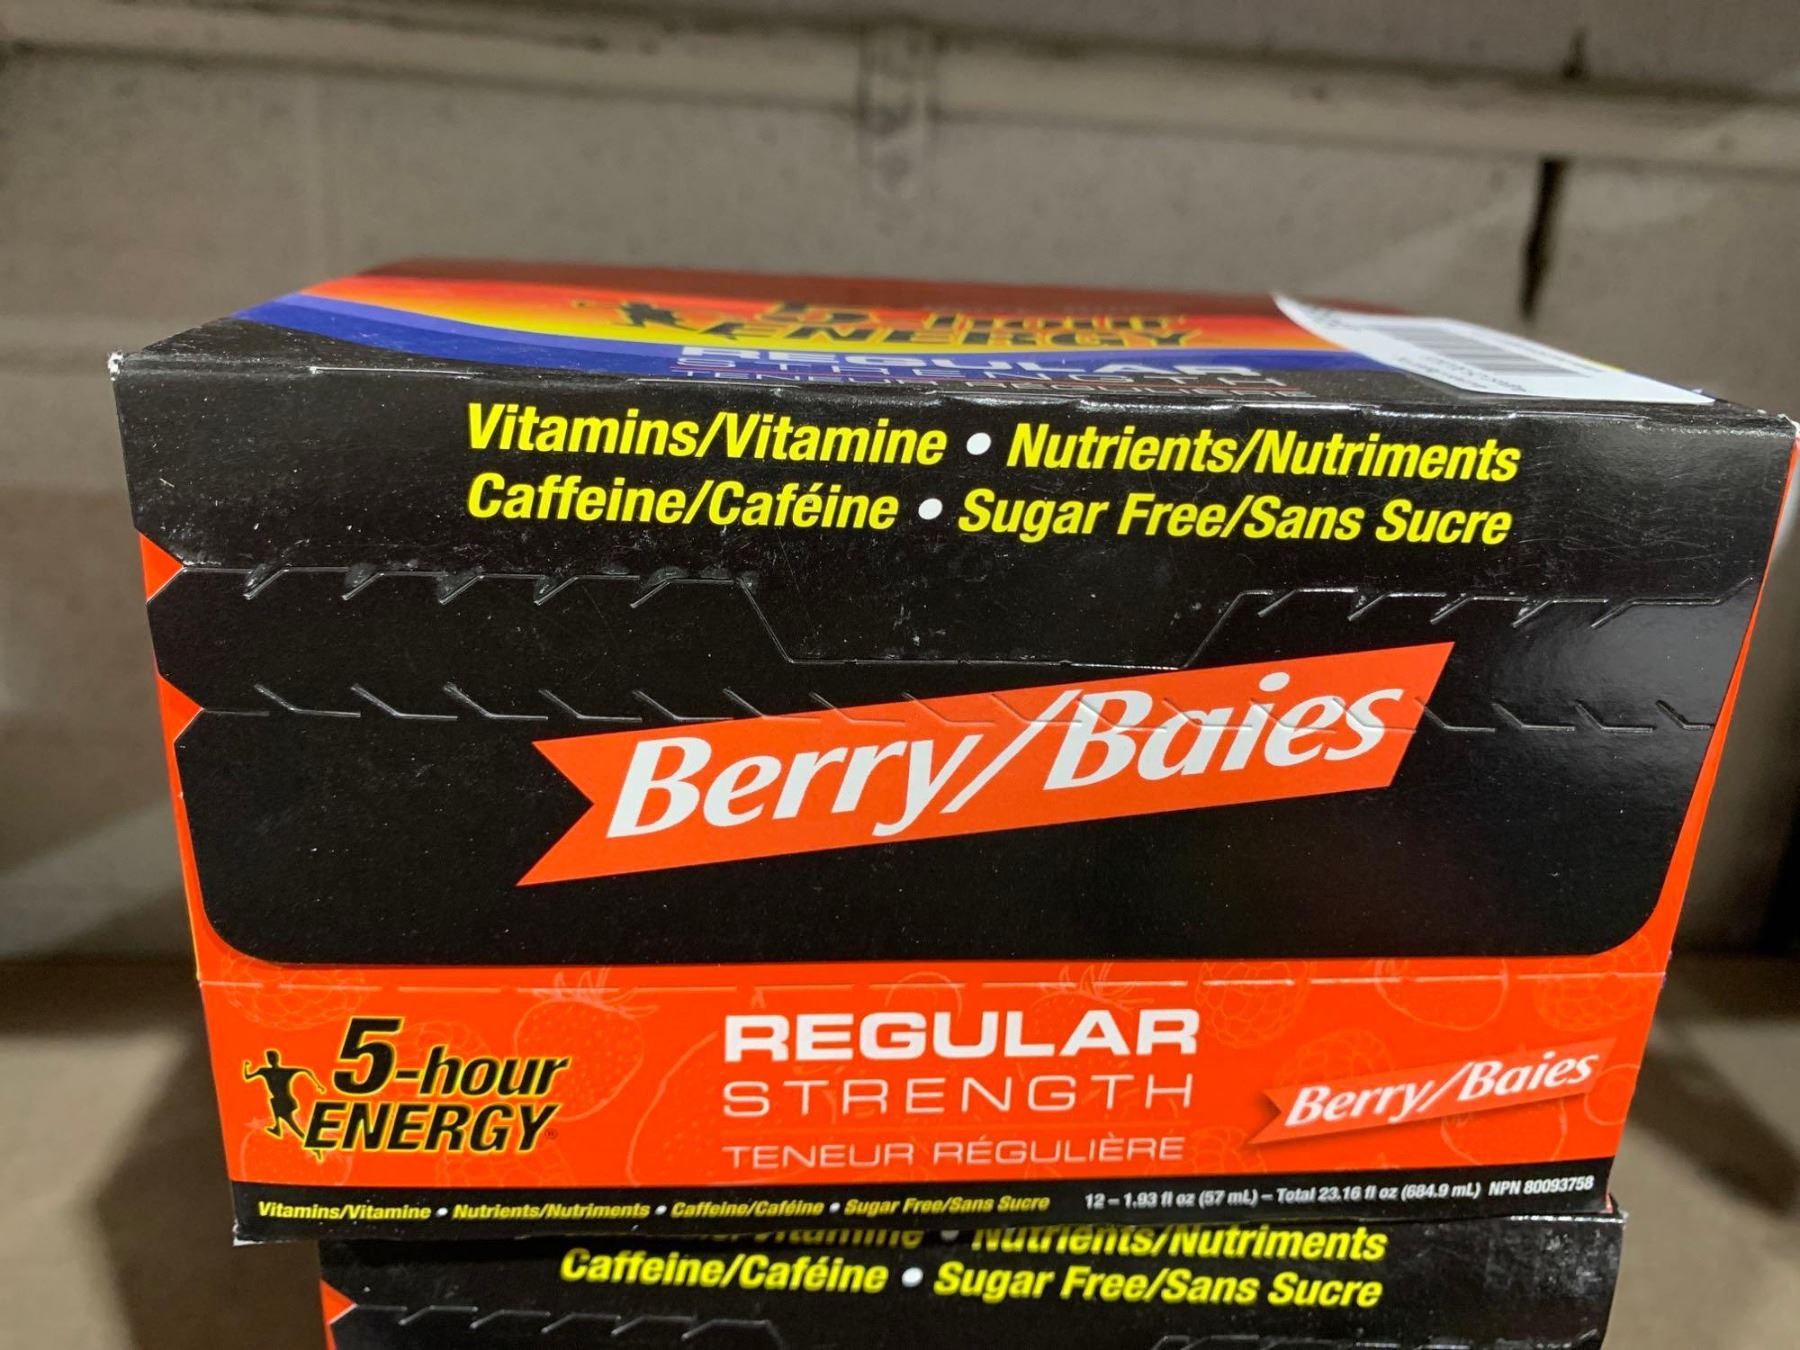 5-hour
ENERGY
REGULAR
STRENGTH
TENEUR RÉGULIÈRE
Vitamins/Vitamine • Nutrients/Nutriments
Caffeine/Caféine • Sugar Free/Sans Sucre
Berry/Baies
5-hour
ENERGY®
REGULAR
STRENGTH
TENEUR RÉGULIÈRE
Berry/Baies
Vitamins/Vitamine • Nutrients/Nutriments • Caffeine/Caféine • Sugar Free/Sans Sucre
12 – 1.93 fl oz (57 mL) – Total 23.16 fl oz (684.9 mL) NPN 80093758
Vitamine • Nutrients/Nutriments
Caffeine/Caféine • Sugar Free/Sans Sucre